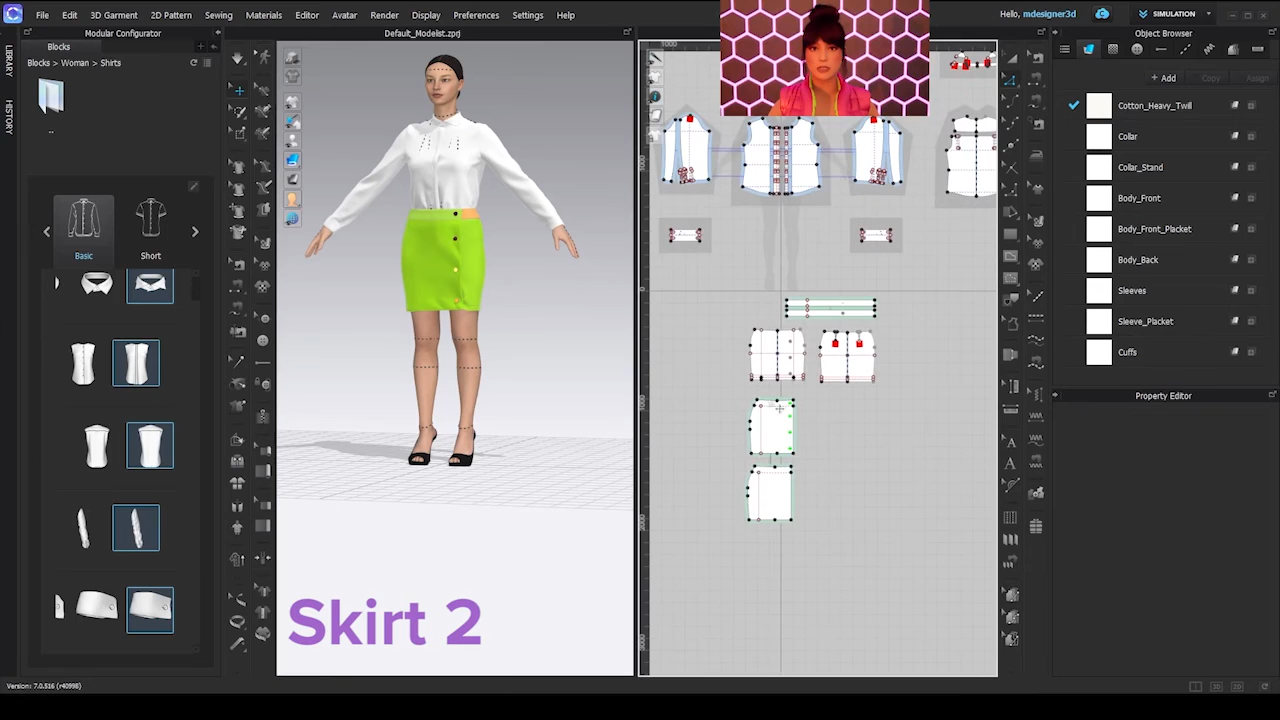 File Edit 3D Garment 2D Pattern Sewing Materials Editor Avatar Render Display Preferences Settings Help
Hello, mdesigner3d
SIMULATION
Modular Configurator
Default_Modelist.zprj
Object Browser
LIBRARY
HISTORY
Blocks
Blocks > Woman > Shirts
..
Basic
Short
+ Add
Copy
Assign
Cotton_Heavy_Twill
Collar
Collar_Stand
Body_Front
Body_Front_Placket
Body_Back
Sleeves
Sleeve_Placket
Cuffs
Property Editor
Skirt 2
Version: 7.0.516 (r40998)